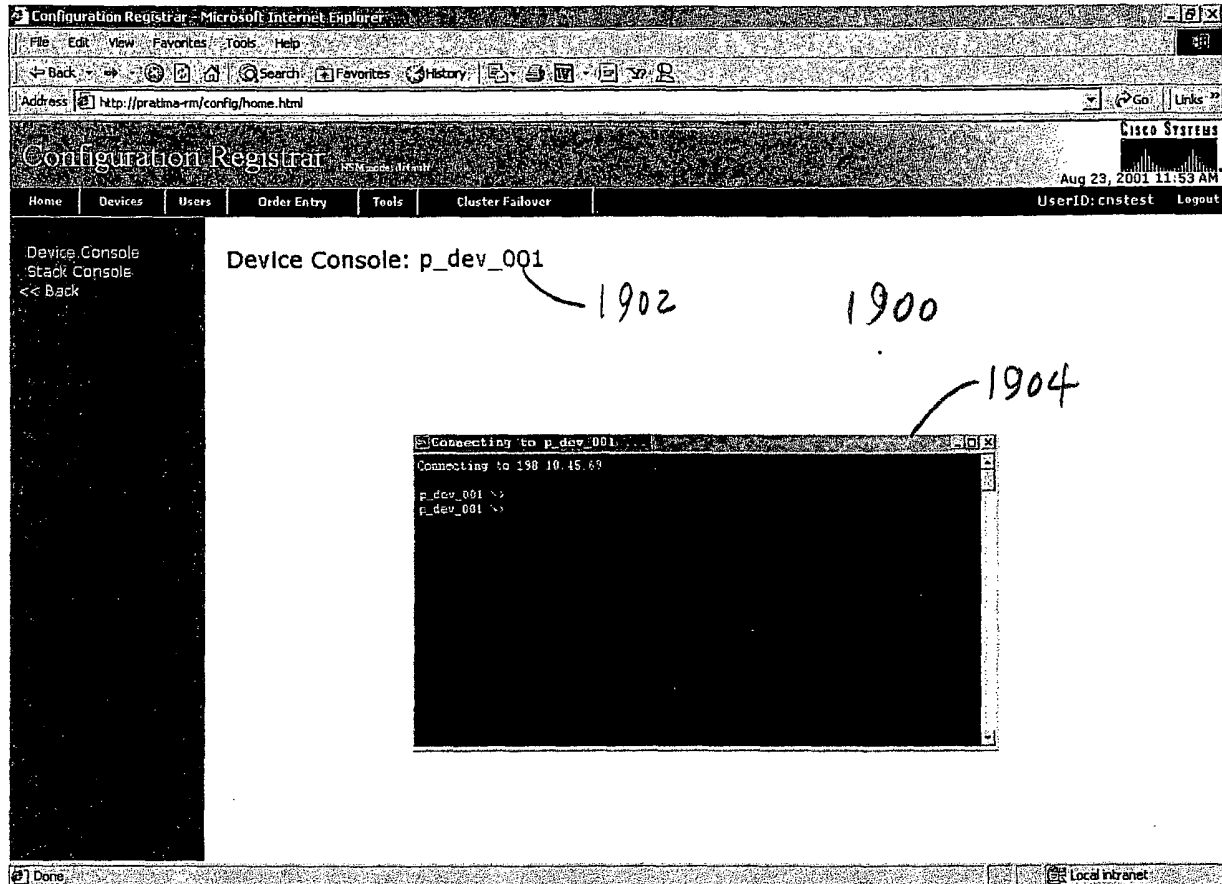 Configuration Registrar - Microsoft Internet Explorer
File Edit View Favorites Tools Help
Back Search Favorites History
Address http://pratima-rm/config/home.html Go Links »
CISCO SYSTEMS
Configuration Registrar
Aug 23, 2001 11:53 AM
Home Devices Users Order Entry Tools Cluster Failover UserID: cnstest Logout
Device Console
Stack Console
<< Back
Device Console: p_dev_001
1902
1900
1904
Connecting to p_dev_001 ...
Connecting to 198 10.45.69
p_dev_001 >>
p_dev_001 >>
Done Local intranet